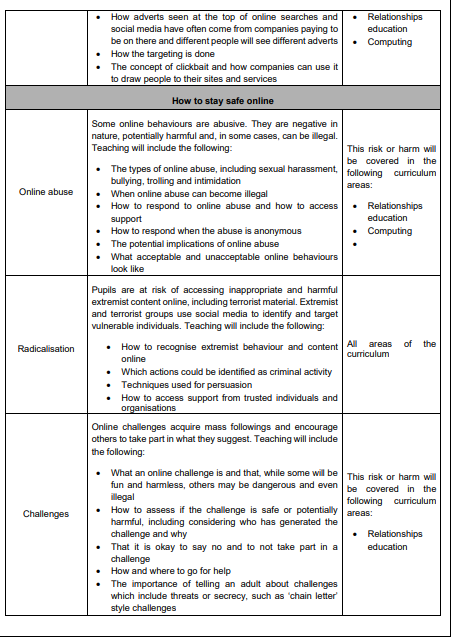 • How adverts seen at the top of online searches and
social media have often come from companies paying to
be on there and different people will see different adverts
• How the targeting is done
• The concept of clickbait and how companies can use it
to draw people to their sites and services
• Relationships
education
• Computing
How to stay safe online
Online abuse
Some online behaviours are abusive. They are negative in
nature, potentially harmful and, in some cases, can be illegal.
Teaching will include the following:
• The types of online abuse, including sexual harassment,
bullying, trolling and intimidation
• When online abuse can become illegal
• How to respond to online abuse and how to access
support
• How to respond when the abuse is anonymous
• The potential implications of online abuse
• What acceptable and unacceptable online behaviours
look like
This risk or harm will
be covered in the
following curriculum
areas:
• Relationships
education
• Computing
•
Radicalisation
Pupils are at risk of accessing inappropriate and harmful
extremist content online, including terrorist material. Extremist
and terrorist groups use social media to identify and target
vulnerable individuals. Teaching will include the following:
• How to recognise extremist behaviour and content
online
• Which actions could be identified as criminal activity
• Techniques used for persuasion
• How to access support from trusted individuals and
organisations
All areas of the
curriculum
Challenges
Online challenges acquire mass followings and encourage
others to take part in what they suggest. Teaching will include
the following:
• What an online challenge is and that, while some will be
fun and harmless, others may be dangerous and even
illegal
• How to assess if the challenge is safe or potentially
harmful, including considering who has generated the
challenge and why
• That it is okay to say no and to not take part in a
challenge
• How and where to go for help
• The importance of telling an adult about challenges
which include threats or secrecy, such as 'chain letter'
style challenges
This risk or harm will
be covered in the
following curriculum
areas:
• Relationships
education